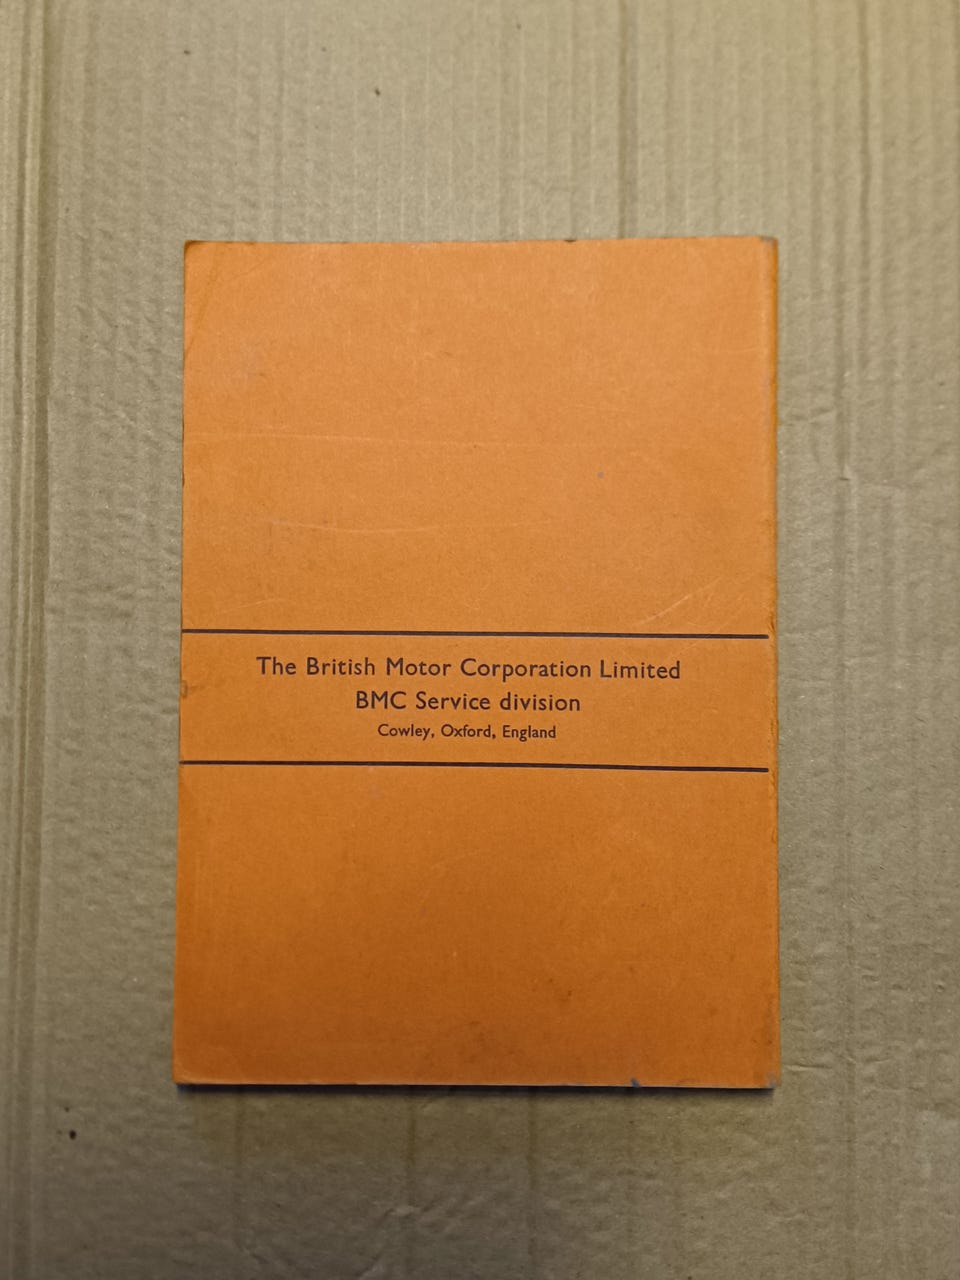 The British Motor Corporation Limited
BMC Service division
Cowley, Oxford, England